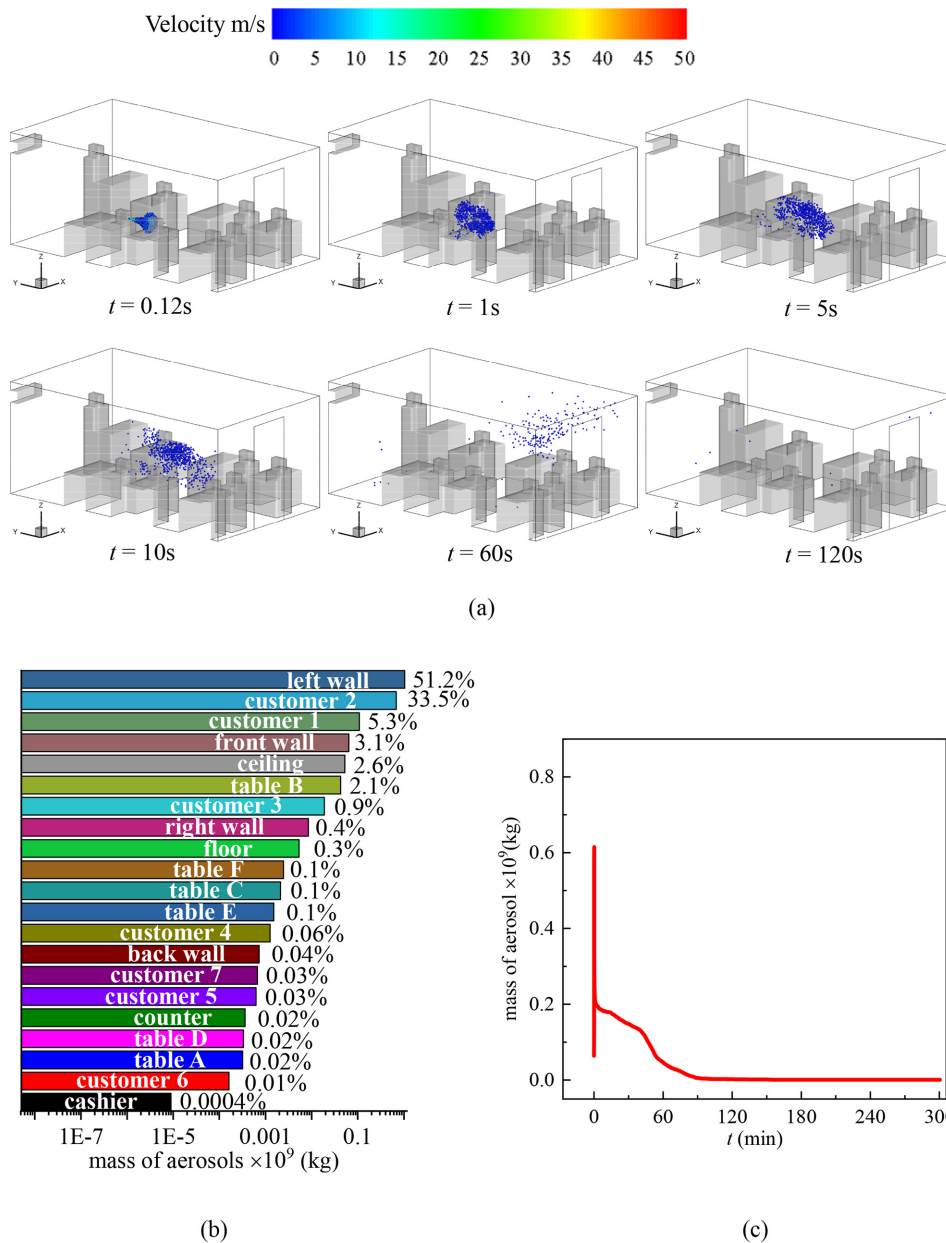 Velocity m/s
0 5 10 15 20 25 30 35 40 45 50
Z
Y X
t = 0.12s
Z
Y X
t = 1s
Z
Y X
t = 5s
Z
Y X
t = 10s
Z
Y X
t = 60s
Z
Y X
t = 120s
(a)
left wall 51.2%
customer 2 33.5%
customer 1 5.3%
front wall 3.1%
ceiling 2.6%
table B 2.1%
customer 3 0.9%
right wall 0.4%
floor 0.3%
table F 0.1%
table C 0.1%
table E 0.1%
customer 4 0.06%
back wall 0.04%
customer 7 0.03%
customer 5 0.03%
counter 0.02%
table D 0.02%
table A 0.02%
customer 6 0.01%
cashier 0.0004%
1E-7 1E-5 0.001 0.1
mass of aerosols ×10⁹ (kg)
(b)
mass of aerosol ×10⁹(kg)
0.8
0.6
0.4
0.2
0.0
0 60 120 180 240 300
t (min)
(c)